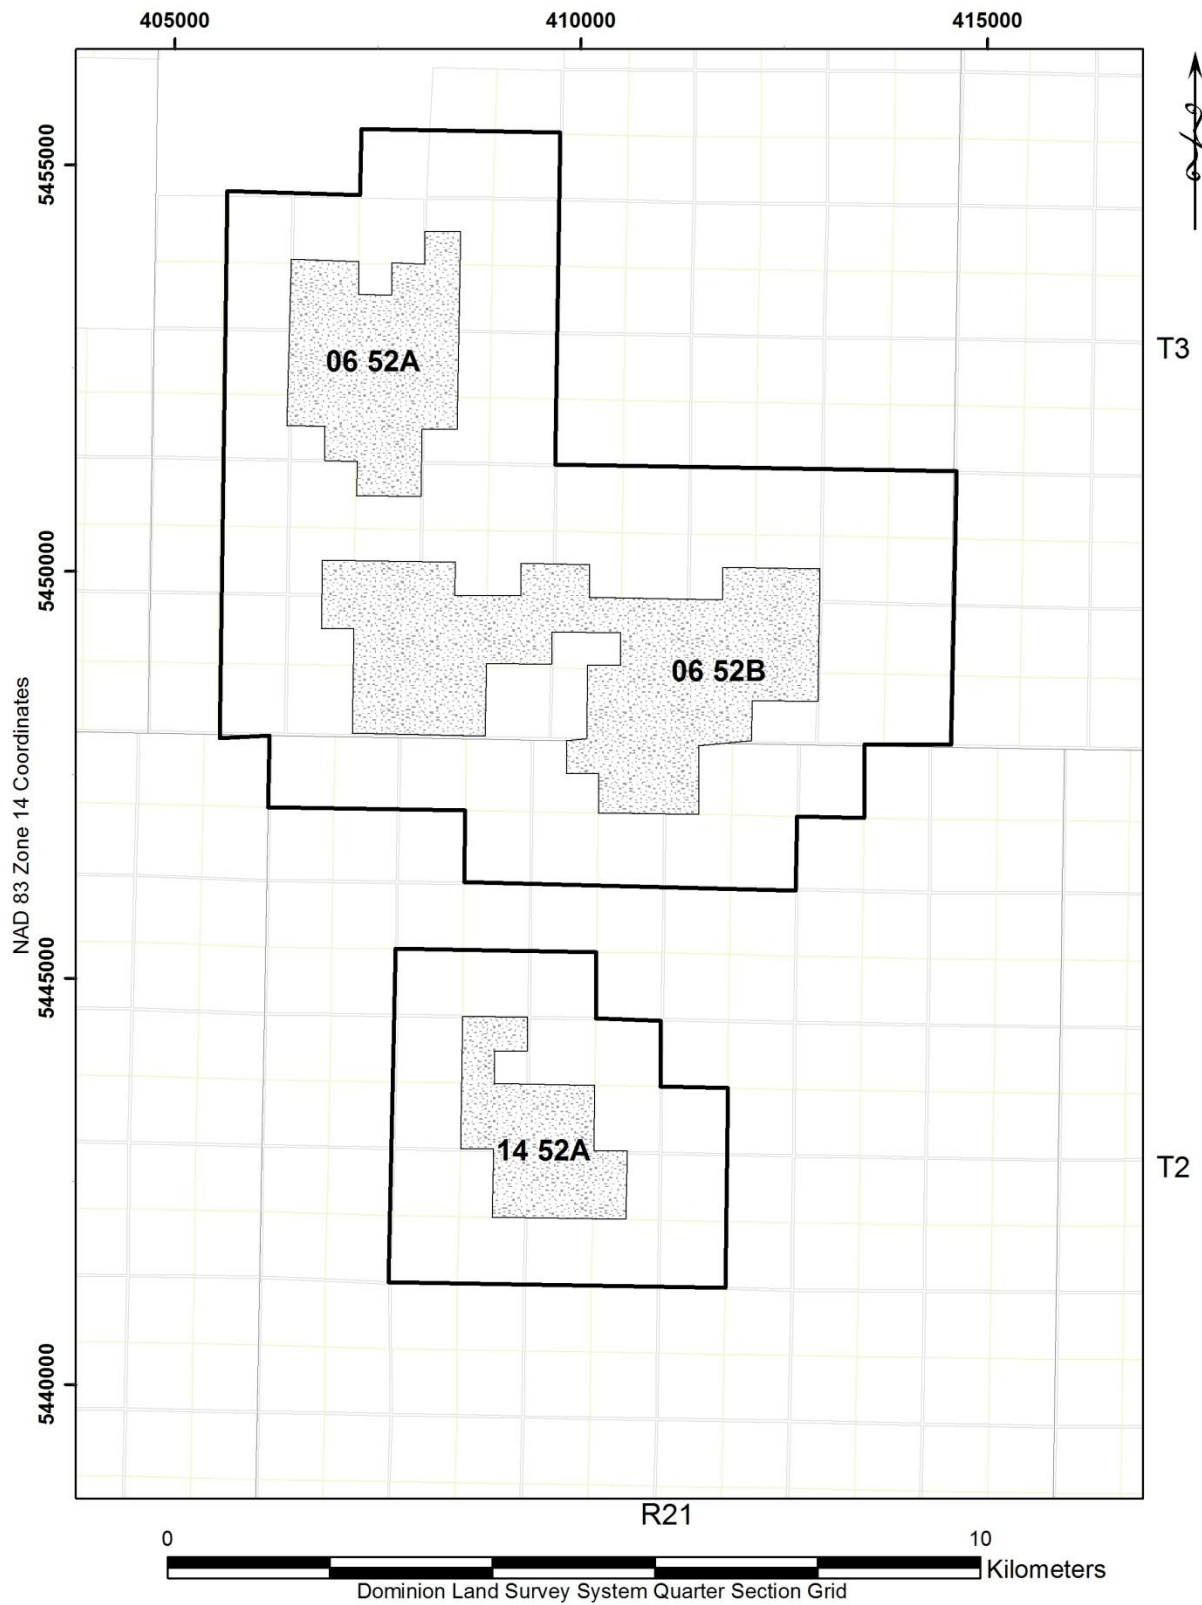 405000 410000 415000
5455000
T3
06 52A
5450000
06 52B
NAD 83 Zone 14 Coordinates
5445000
14 52A
T2
5440000
R21
0 10
Kilometers
Dominion Land Survey System Quarter Section Grid